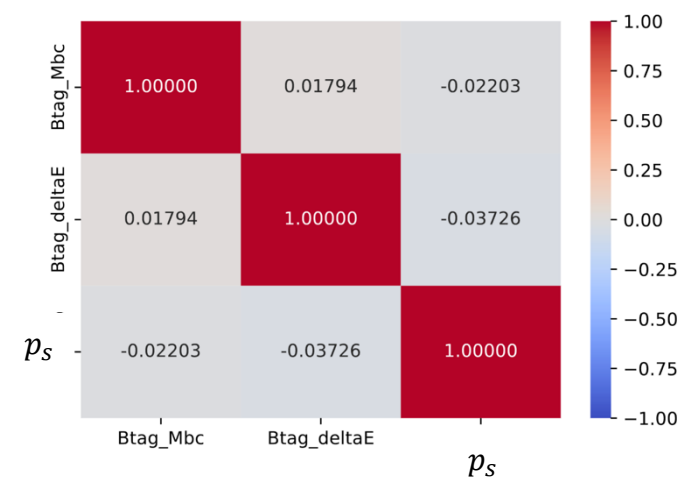 Btag_Mbc
1.00000 0.01794 -0.02203
Btag_deltaE
0.01794 1.00000 -0.03726
pₛ
-0.02203 -0.03726 1.00000
Btag_Mbc Btag_deltaE pₛ
1.00
0.75
0.50
0.25
0.00
−0.25
−0.50
−0.75
−1.00